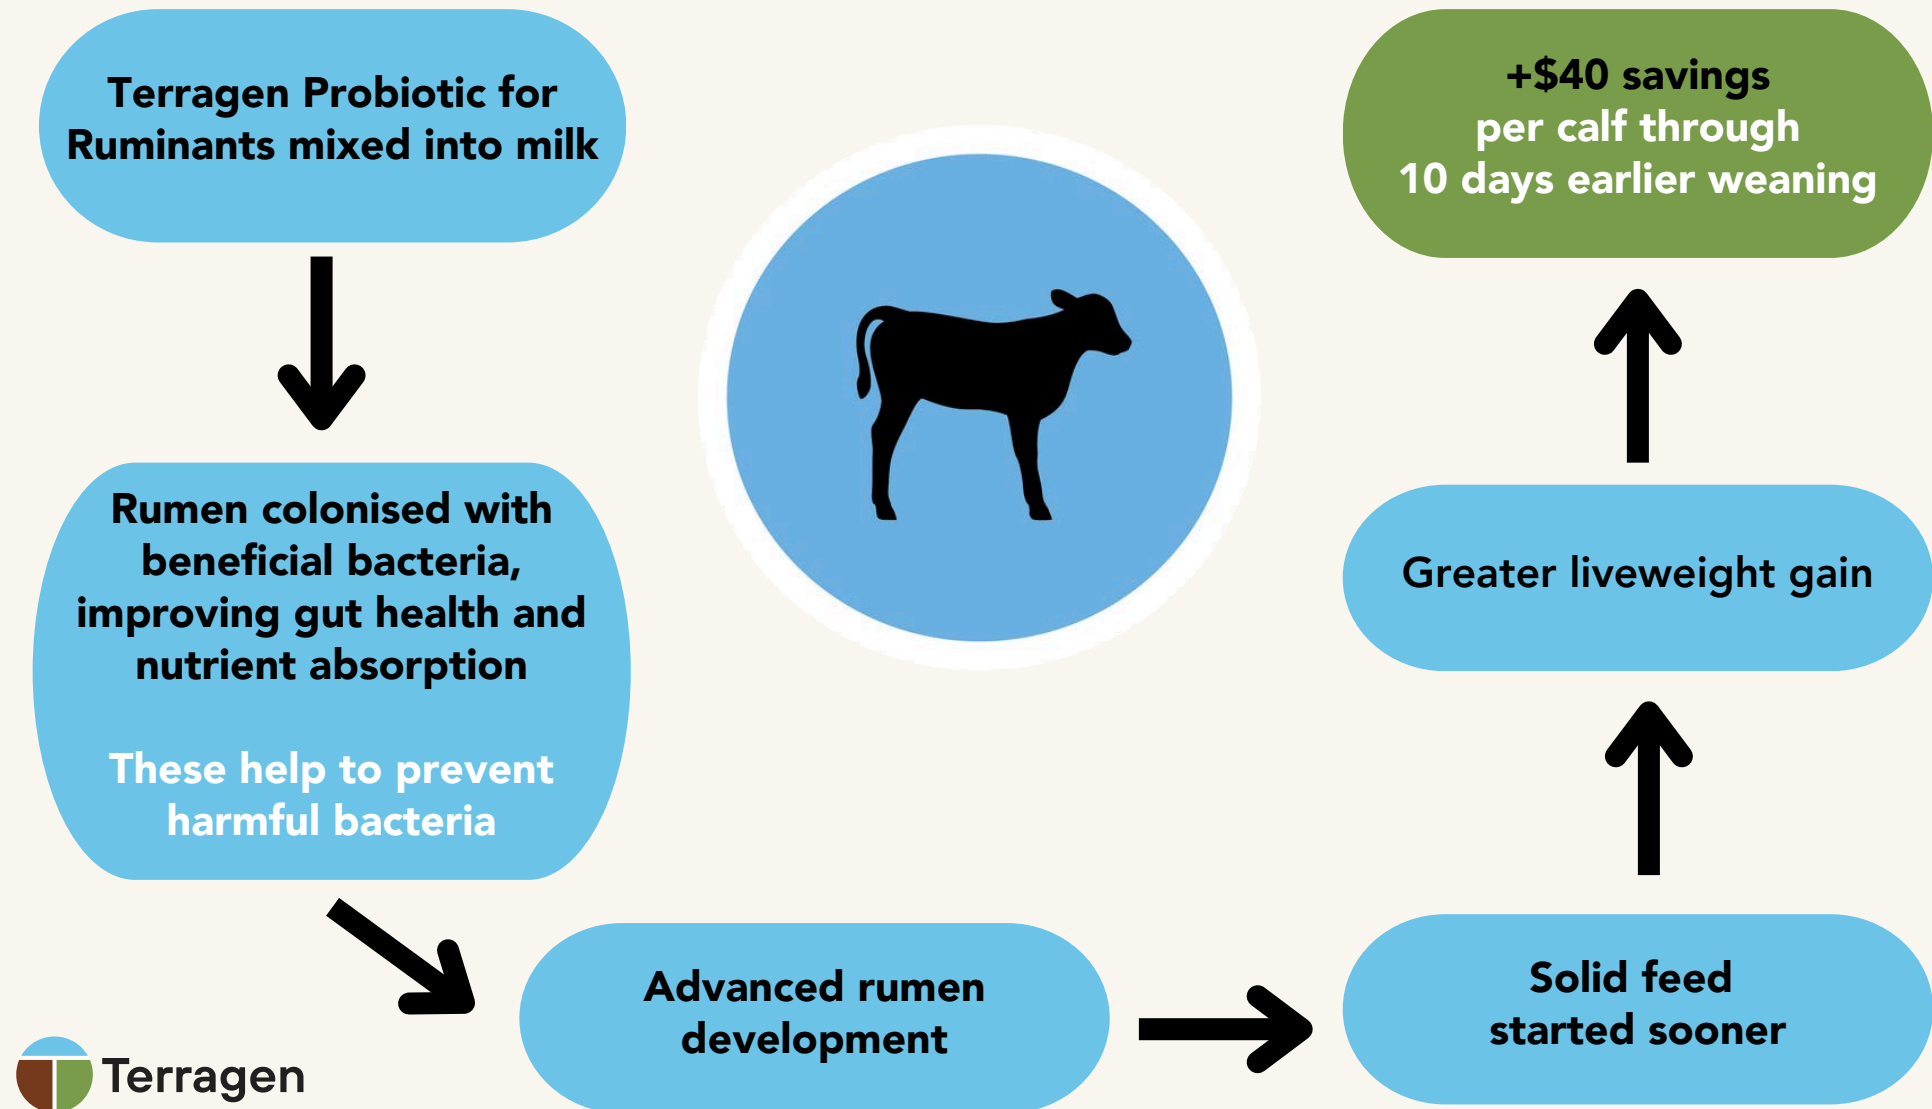 Terragen Probiotic for
Ruminants mixed into milk
Rumen colonised with
beneficial bacteria,
improving gut health and
nutrient absorption
These help to prevent
harmful bacteria
Advanced rumen
development
Solid feed
started sooner
Greater liveweight gain
+$40 savings
per calf through
10 days earlier weaning
Terragen